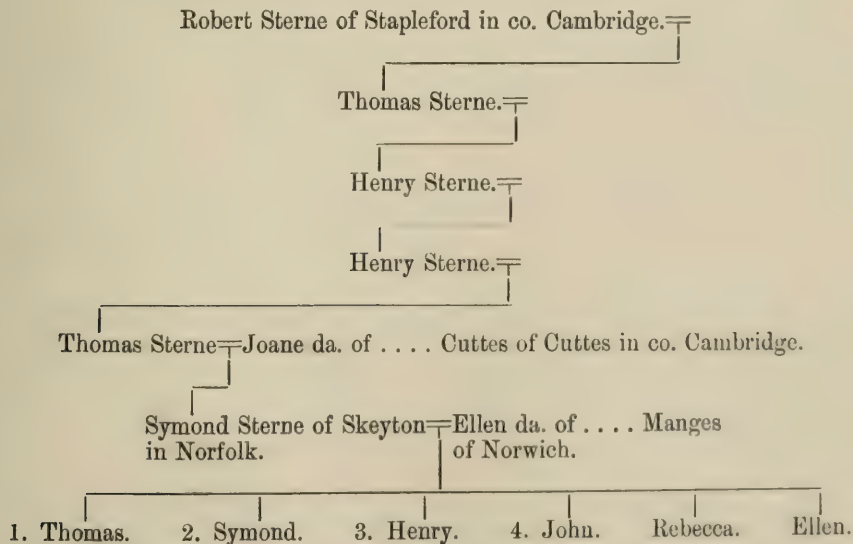 Robert Sterne of Stapleford in co. Cambridge.
Thomas Sterne.
Henry Sterne.
Henry Sterne.
Thomas Sterne Joane da. of .... Cuttes of Cuttes in co. Cambridge.
Symond Sterne of Skeyton Ellen da. of .... Manges
in Norfolk. of Norwich.
1. Thomas. 2. Symond. 3. Henry. 4. John. Rebecca. Ellen.